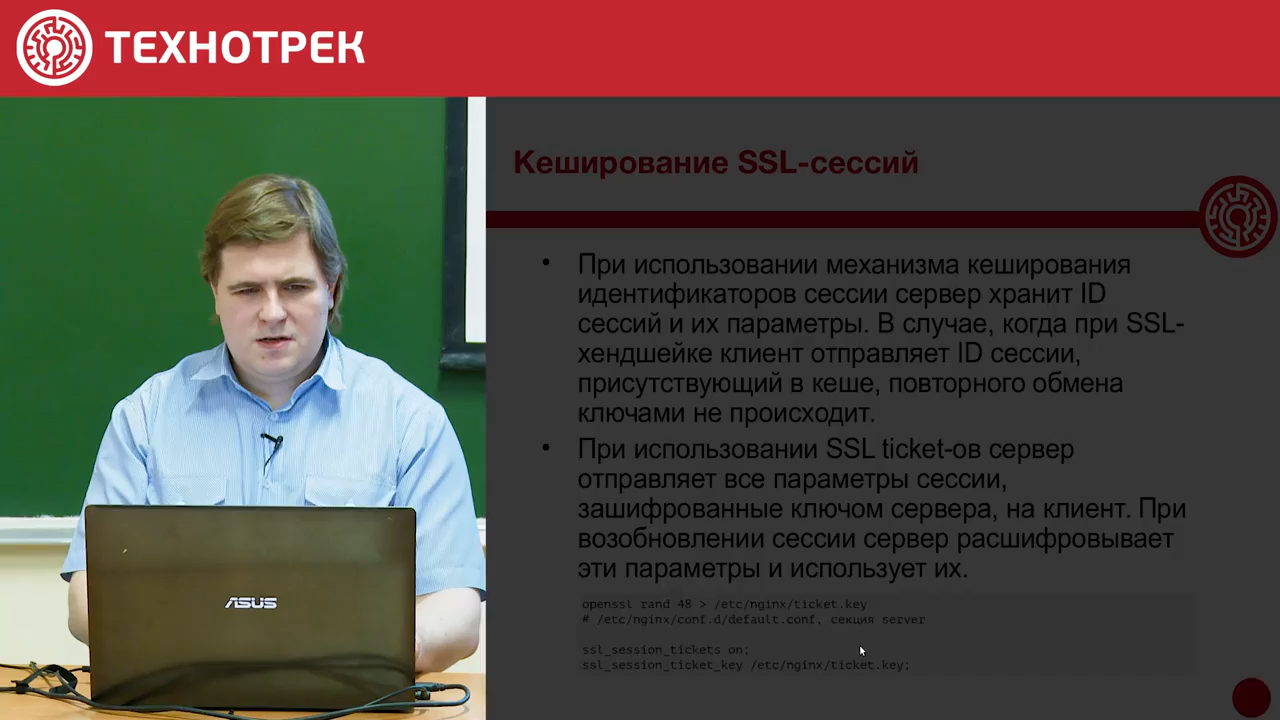 ТЕХНОТРЕК
Кеширование SSL-сессий
• При использовании механизма кеширования
идентификаторов сессии сервер хранит ID
сессий и их параметры. В случае, когда при SSL-
хендшейке клиент отправляет ID сессии,
присутствующий в кеше, повторного обмена
ключами не происходит.
• При использовании SSL ticket-ов сервер
отправляет все параметры сессии,
зашифрованные ключом сервера, на клиент. При
возобновлении сессии сервер расшифровывает
эти параметры и использует их.
openssl rand 48 > /etc/nginx/ticket.key
# /etc/nginx/conf.d/default.conf, секция server
ssl_session_tickets on;
ssl_session_ticket_key /etc/nginx/ticket.key;
ASUS